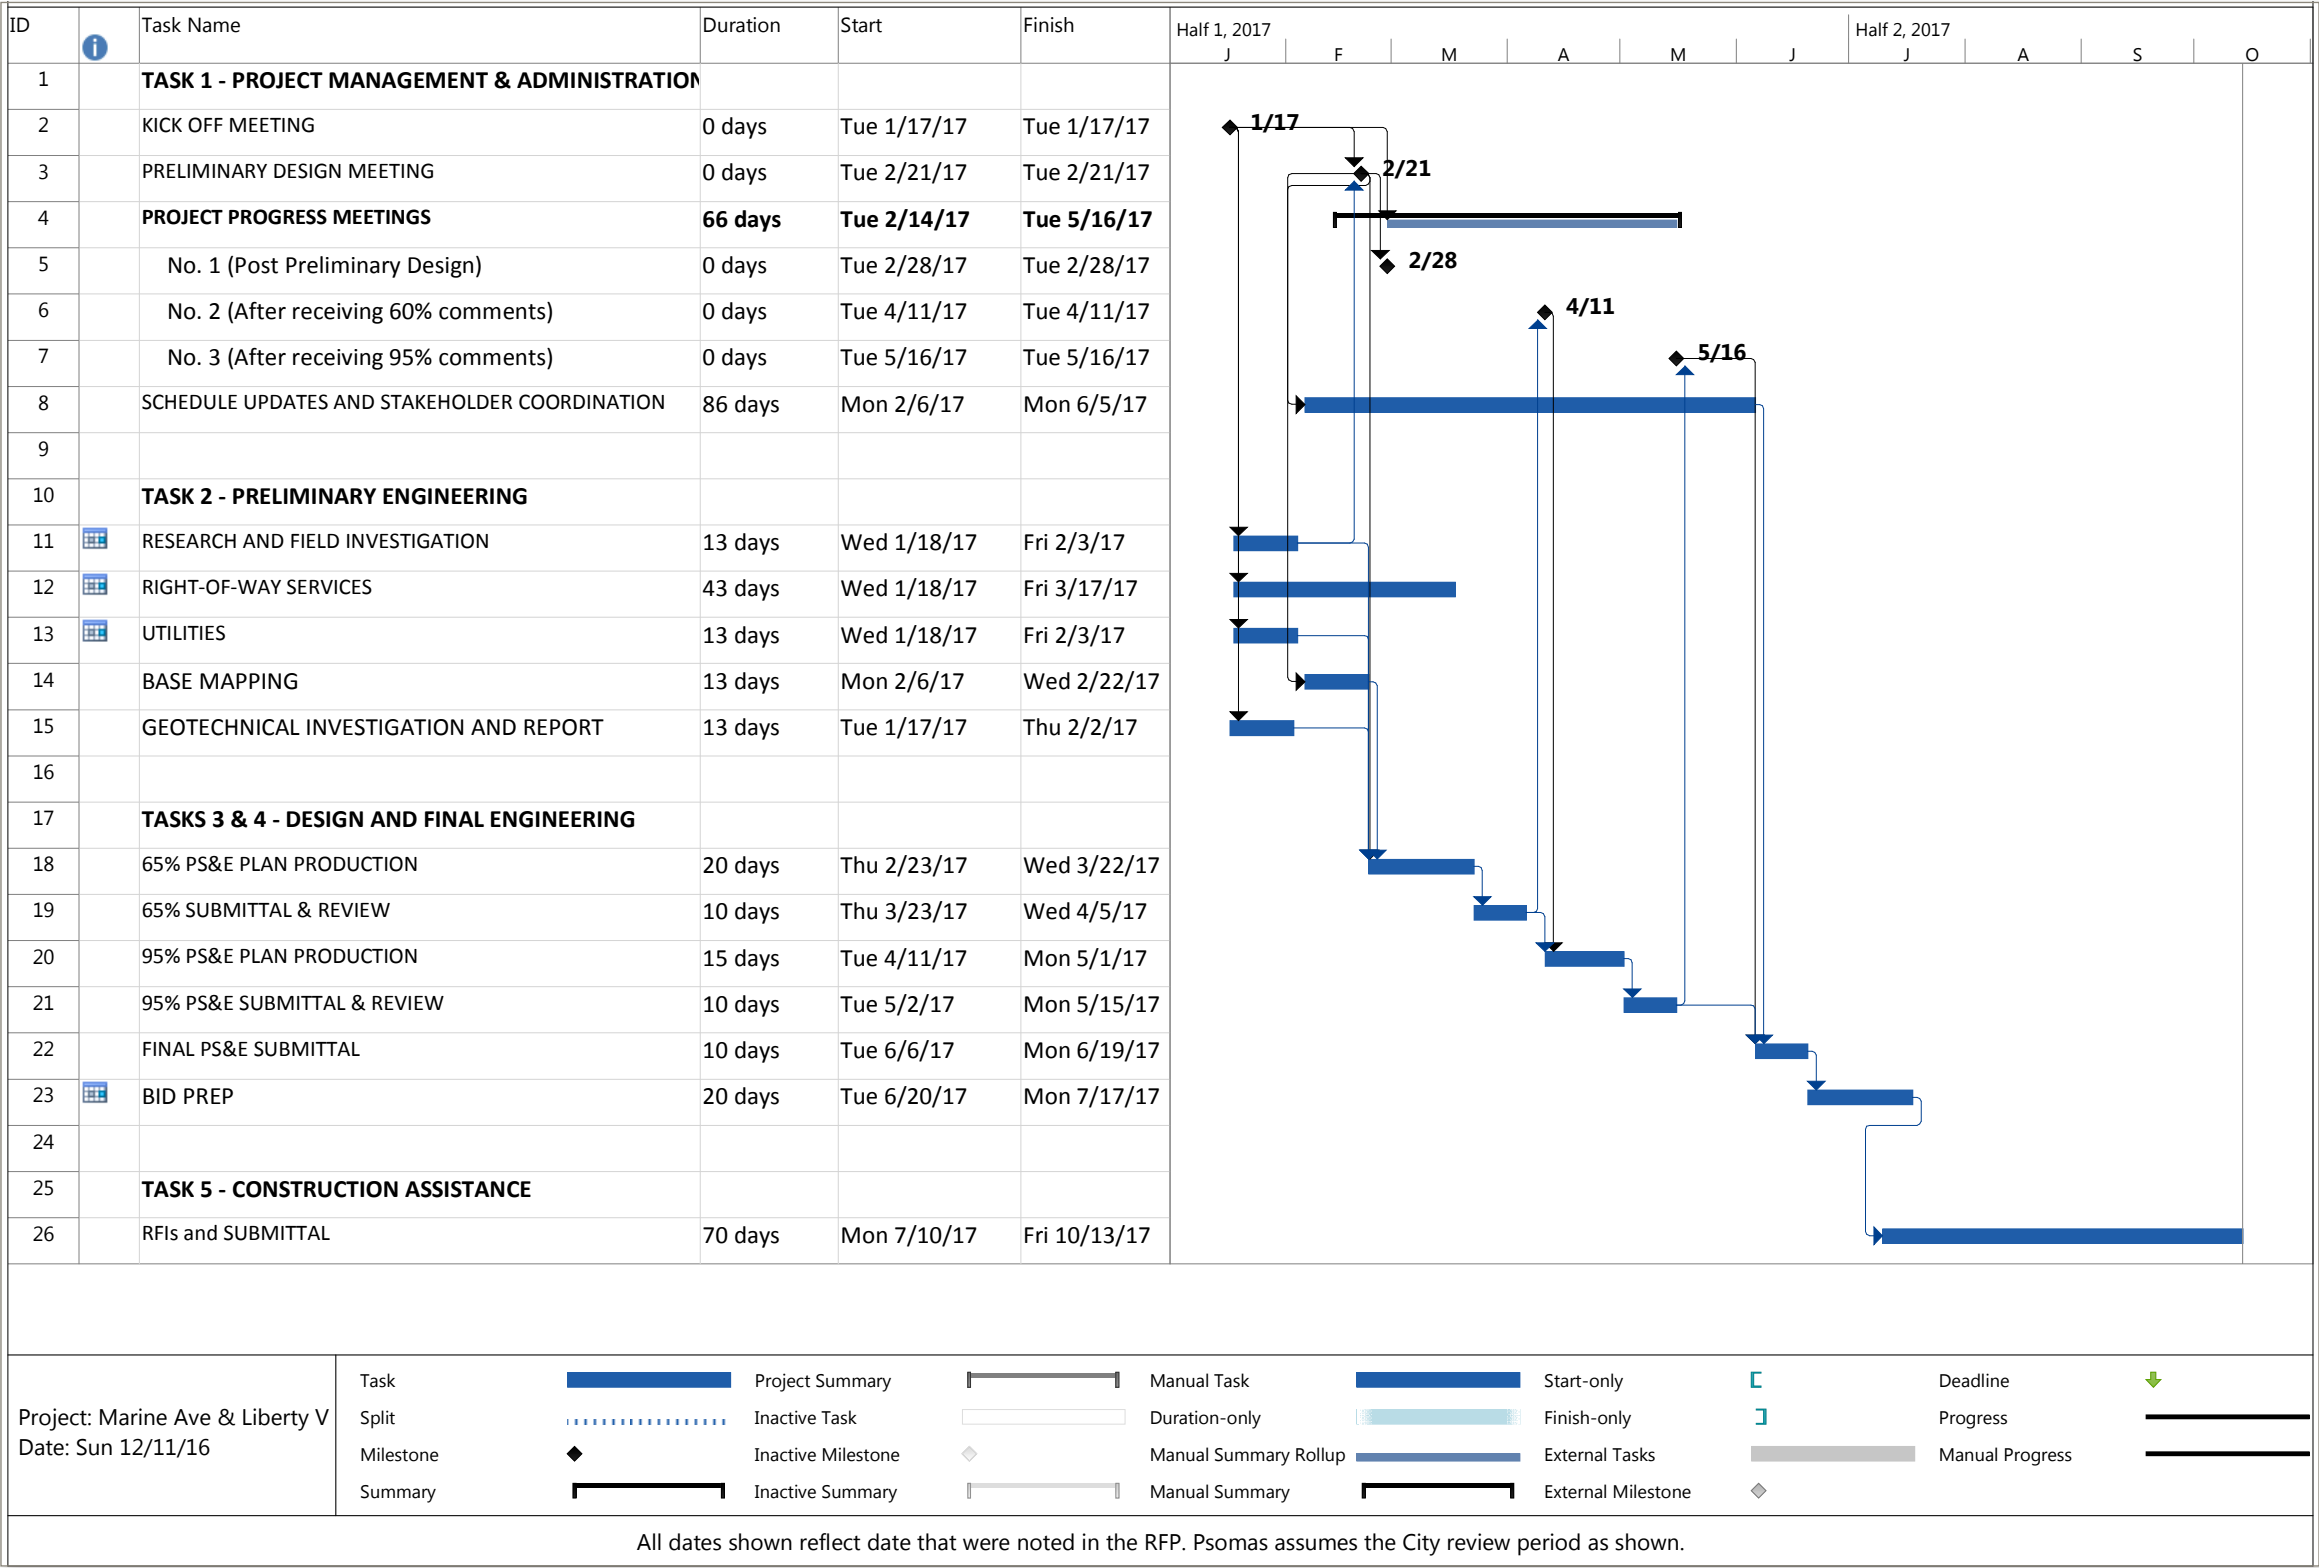 ID Task Name Duration Start Finish Half 1, 2017 Half 2, 2017
J F M A M J J A S O
1 TASK 1 - PROJECT MANAGEMENT & ADMINISTRATION
2 KICK OFF MEETING 0 days Tue 1/17/17 Tue 1/17/17 1/17
3 PRELIMINARY DESIGN MEETING 0 days Tue 2/21/17 Tue 2/21/17 2/21
4 PROJECT PROGRESS MEETINGS 66 days Tue 2/14/17 Tue 5/16/17
5 No. 1 (Post Preliminary Design) 0 days Tue 2/28/17 Tue 2/28/17 2/28
6 No. 2 (After receiving 60% comments) 0 days Tue 4/11/17 Tue 4/11/17 4/11
7 No. 3 (After receiving 95% comments) 0 days Tue 5/16/17 Tue 5/16/17 5/16
8 SCHEDULE UPDATES AND STAKEHOLDER COORDINATION 86 days Mon 2/6/17 Mon 6/5/17
9
10 TASK 2 - PRELIMINARY ENGINEERING
11 RESEARCH AND FIELD INVESTIGATION 13 days Wed 1/18/17 Fri 2/3/17
12 RIGHT-OF-WAY SERVICES 43 days Wed 1/18/17 Fri 3/17/17
13 UTILITIES 13 days Wed 1/18/17 Fri 2/3/17
14 BASE MAPPING 13 days Mon 2/6/17 Wed 2/22/17
15 GEOTECHNICAL INVESTIGATION AND REPORT 13 days Tue 1/17/17 Thu 2/2/17
16
17 TASKS 3 & 4 - DESIGN AND FINAL ENGINEERING
18 65% PS&E PLAN PRODUCTION 20 days Thu 2/23/17 Wed 3/22/17
19 65% SUBMITTAL & REVIEW 10 days Thu 3/23/17 Wed 4/5/17
20 95% PS&E PLAN PRODUCTION 15 days Tue 4/11/17 Mon 5/1/17
21 95% PS&E SUBMITTAL & REVIEW 10 days Tue 5/2/17 Mon 5/15/17
22 FINAL PS&E SUBMITTAL 10 days Tue 6/6/17 Mon 6/19/17
23 BID PREP 20 days Tue 6/20/17 Mon 7/17/17
24
25 TASK 5 - CONSTRUCTION ASSISTANCE
26 RFIs and SUBMITTAL 70 days Mon 7/10/17 Fri 10/13/17
Project: Marine Ave & Liberty V
Date: Sun 12/11/16
Task Project Summary Manual Task Start-only Deadline
Split Inactive Task Duration-only Finish-only Progress
Milestone Inactive Milestone Manual Summary Rollup External Tasks Manual Progress
Summary Inactive Summary Manual Summary External Milestone
All dates shown reflect date that were noted in the RFP. Psomas assumes the City review period as shown.